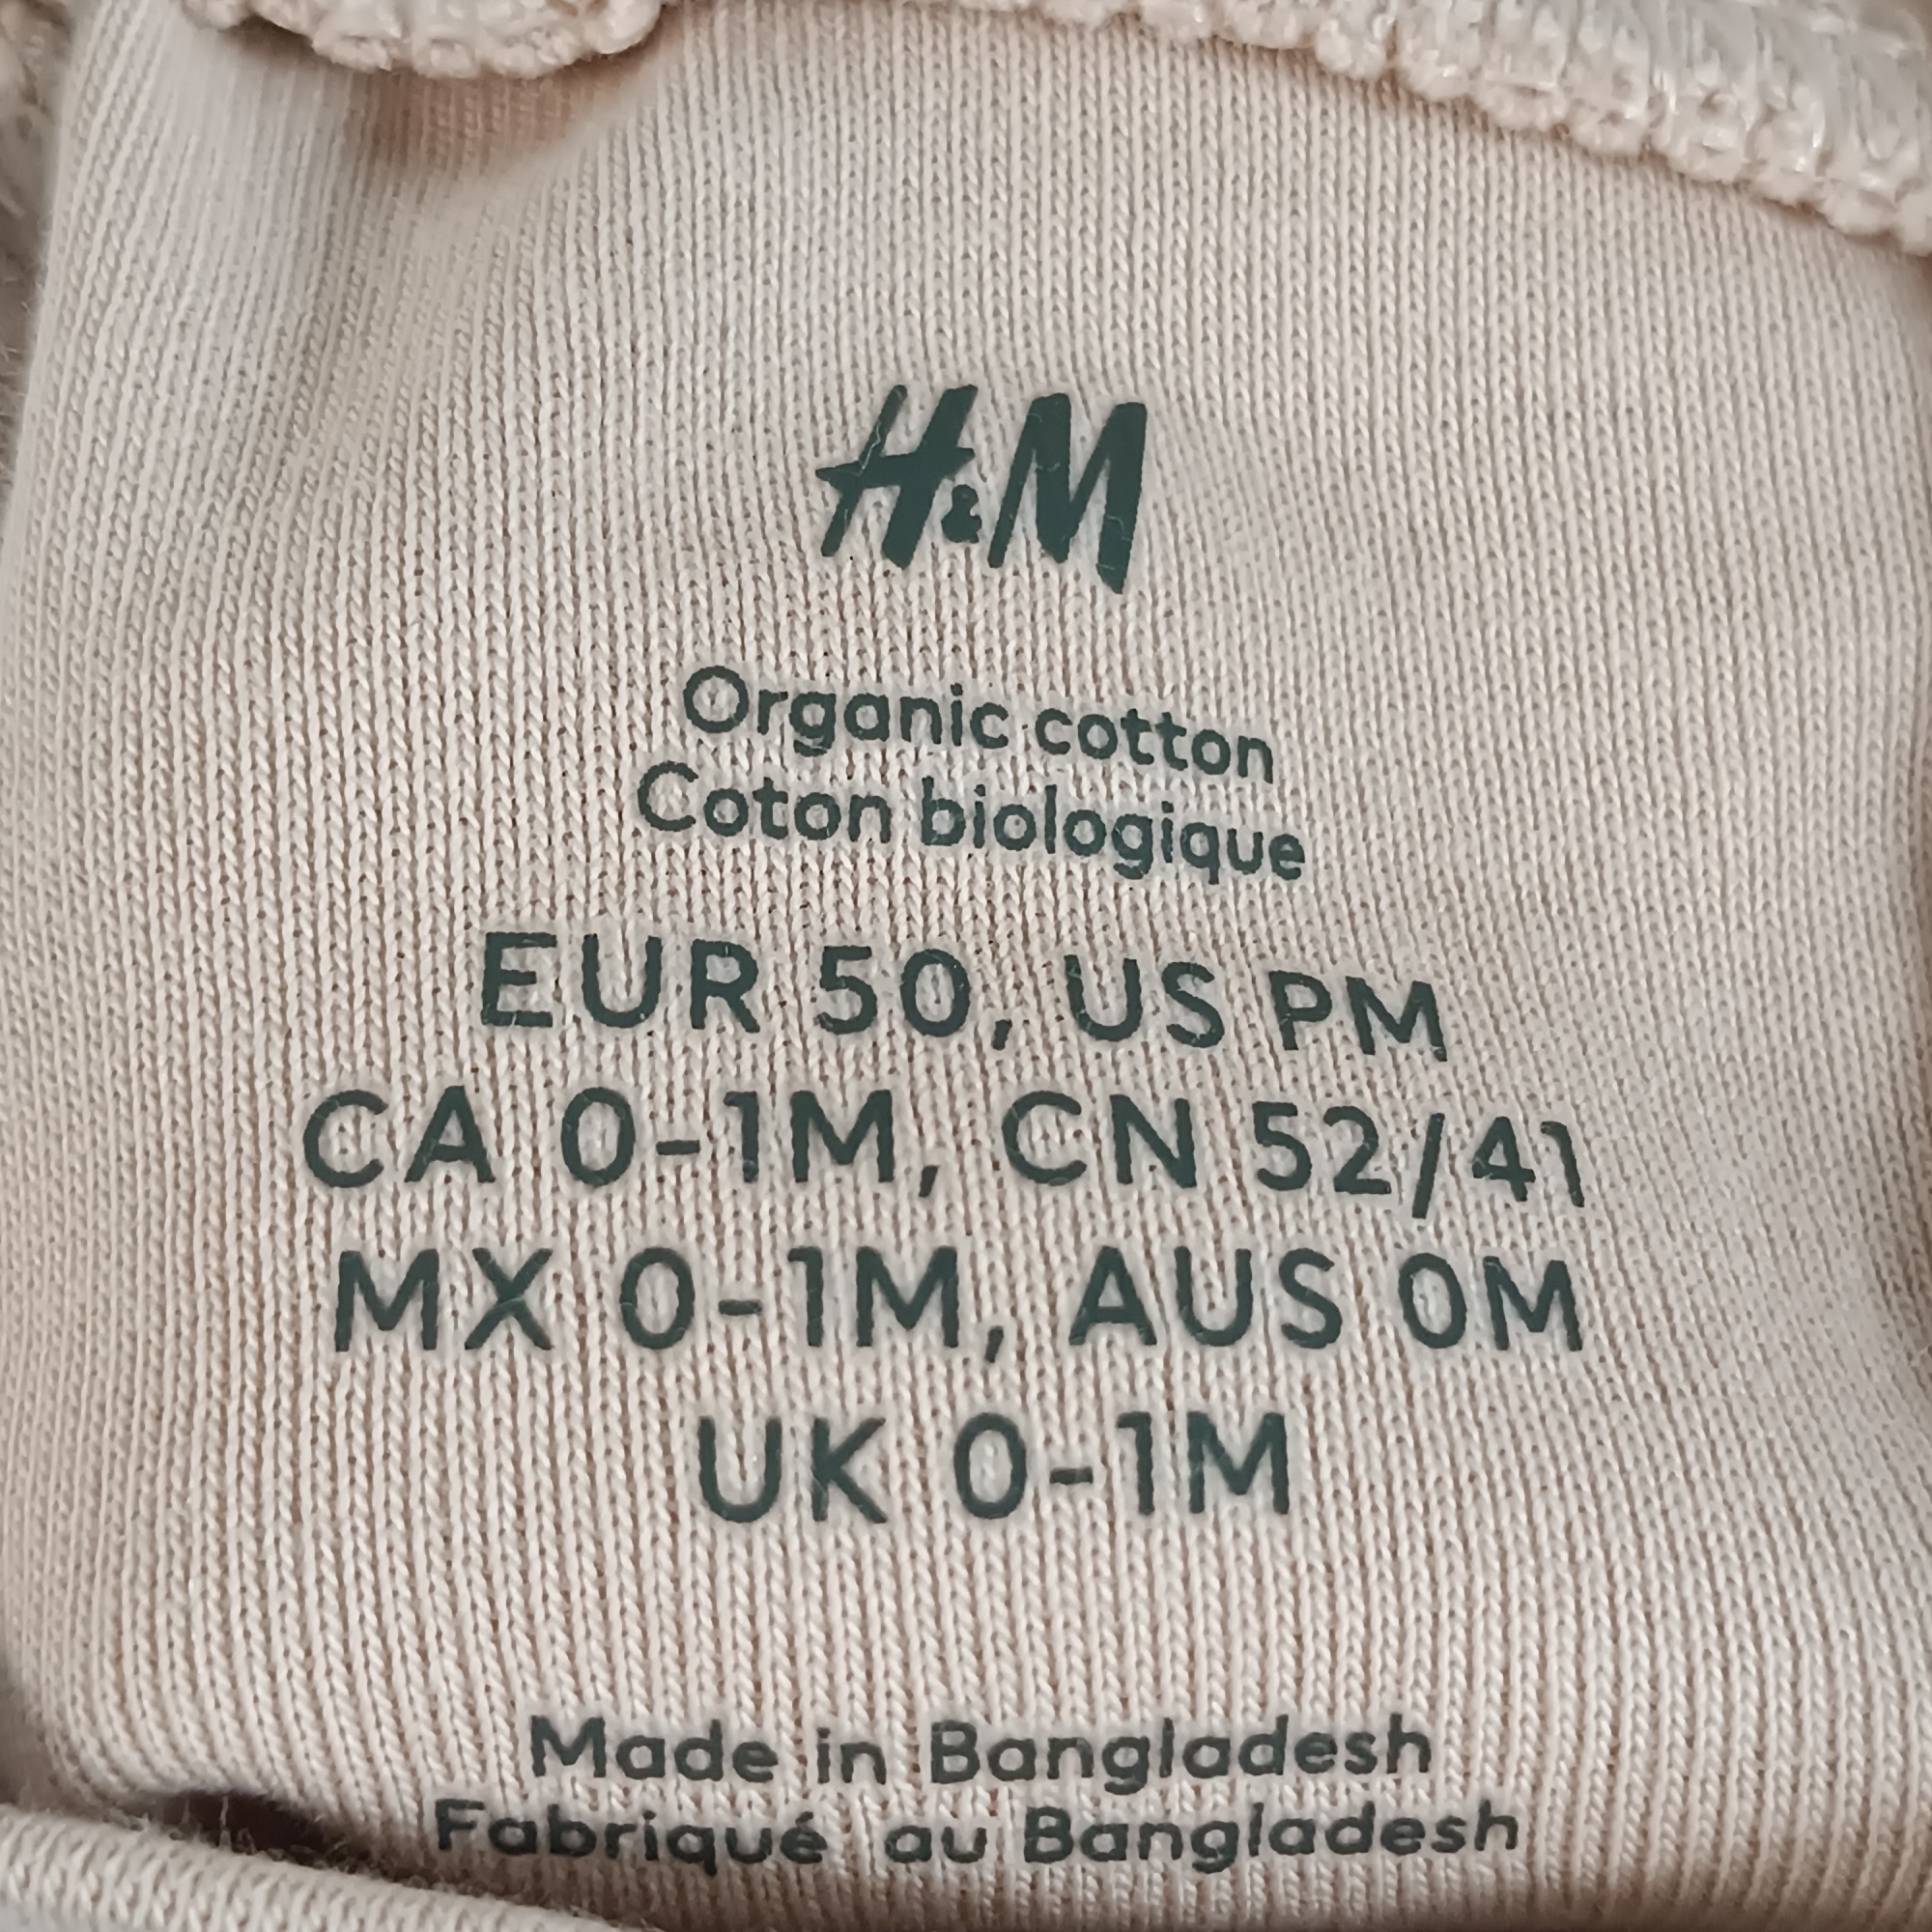 H&M
Organic cotton
Coton biologique
EUR 50, US PM
CA 0-1M, CN 52/41
MX 0-1M, AUS 0M
UK 0-1M
Made in Bangladesh
Fabriqué au Bangladesh